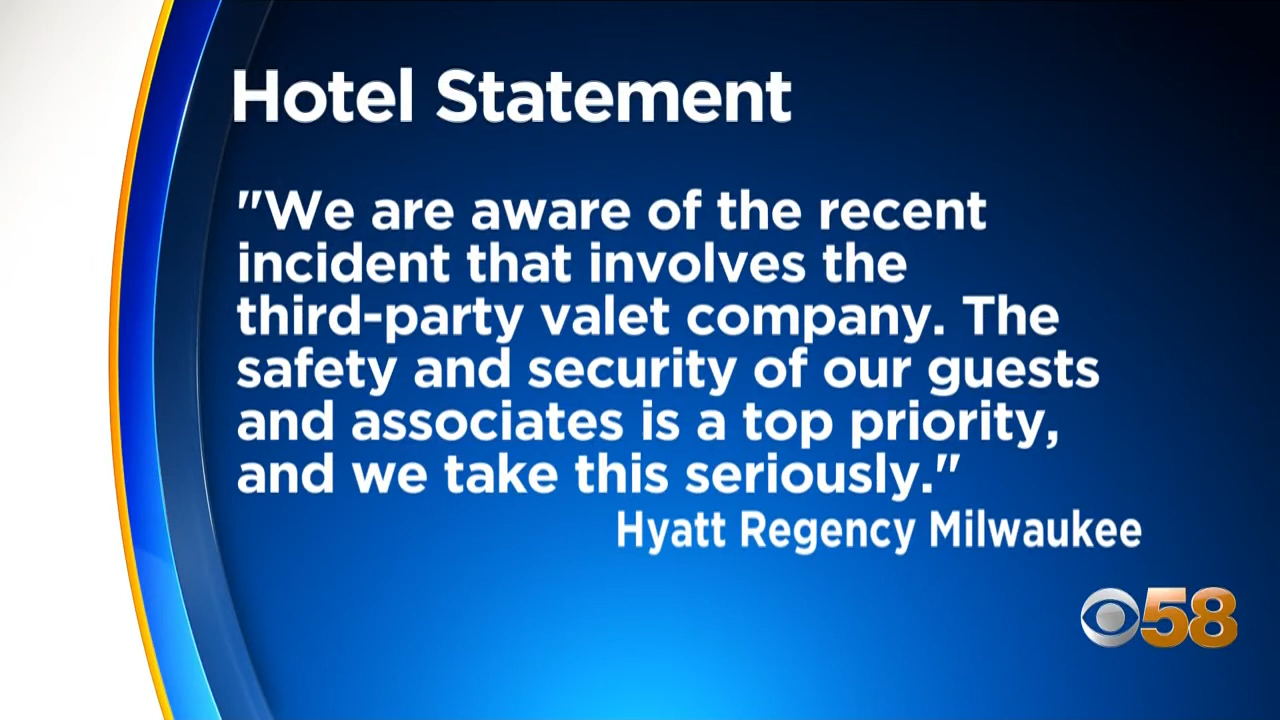 Hotel Statement
"We are aware of the recent
incident that involves the
third-party valet company. The
safety and security of our guests
and associates is a top priority,
and we take this seriously."
Hyatt Regency Milwaukee
58